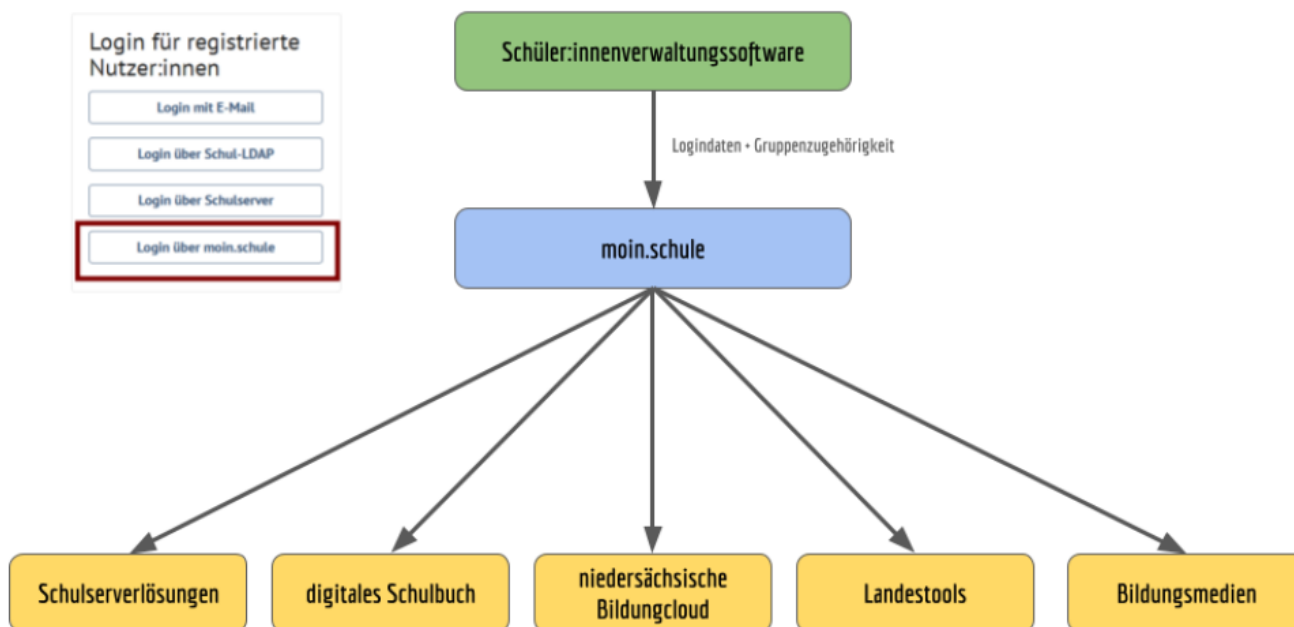 Login für registrierte
Nutzer:innen
Login mit E-Mail
Login über Schul-LDAP
Login über Schulserver
Login über moin.schule
Schüler:innenverwaltungssoftware
Logindaten + Gruppenzugehörigkeit
moin.schule
Schulserverlösungen
digitales Schulbuch
niedersächsische
Bildungcloud
Landestools
Bildungsmedien